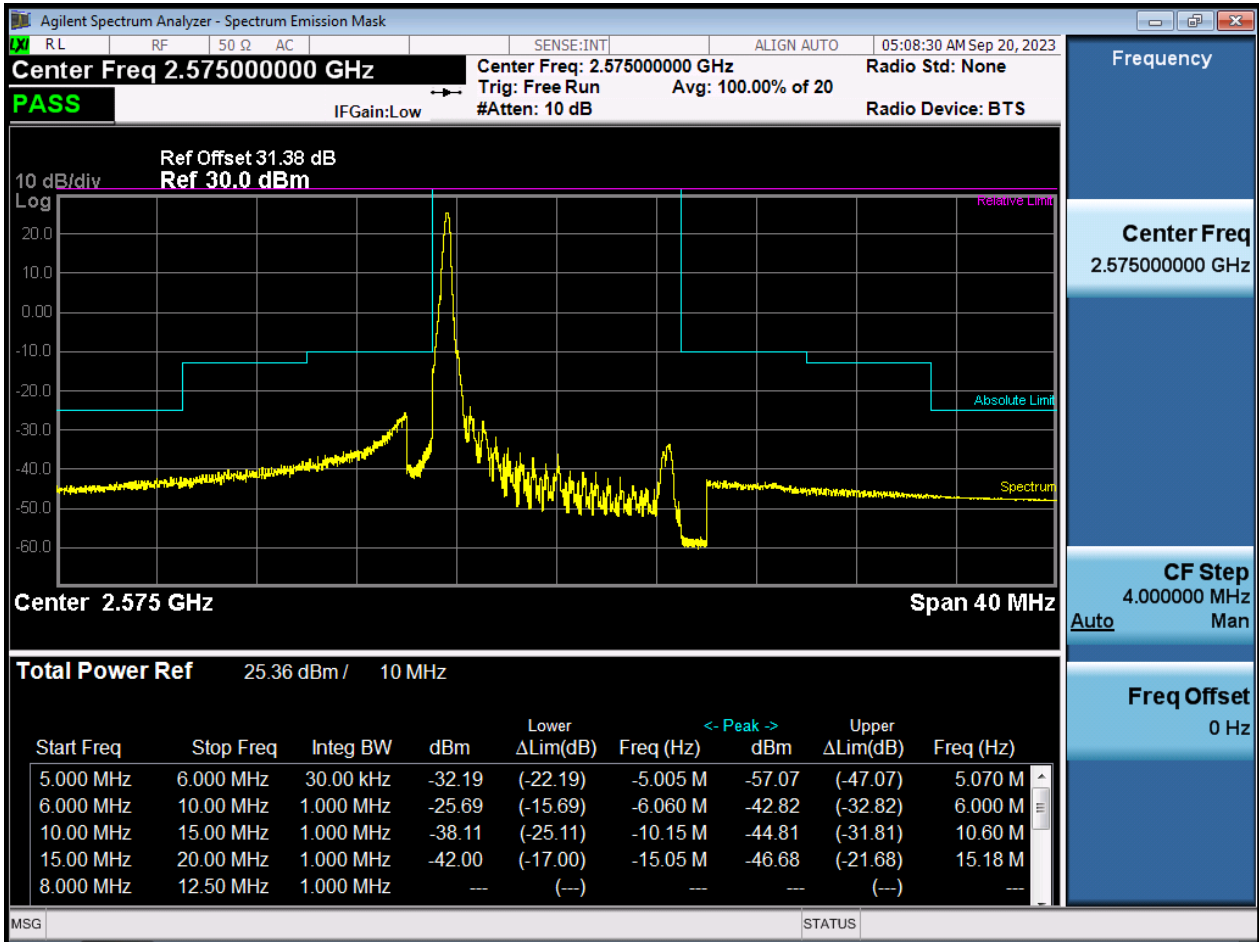 Agilent Spectrum Analyzer - Spectrum Emission Mask
LXI RL RF 50 Ω AC SENSE:INT ALIGN AUTO 05:08:30 AM Sep 20, 2023
Center Freq 2.575000000 GHz
Center Freq: 2.575000000 GHz
Radio Std: None
Trig: Free Run Avg: 100.00% of 20
PASS
IFGain:Low
#Atten: 10 dB
Radio Device: BTS
Ref Offset 31.38 dB
10 dB/div Ref 30.0 dBm
Log
Relative Limit
20.0
10.0
0.00
-10.0
-20.0
Absolute Limit
-30.0
-40.0
Spectrum
-50.0
-60.0
Center 2.575 GHz Span 40 MHz
Total Power Ref 25.36 dBm / 10 MHz
Lower <- Peak -> Upper
Start Freq Stop Freq Integ BW dBm ΔLim(dB) Freq (Hz) dBm ΔLim(dB) Freq (Hz)
5.000 MHz 6.000 MHz 30.00 kHz -32.19 (-22.19) -5.005 M -57.07 (-47.07) 5.070 M
6.000 MHz 10.00 MHz 1.000 MHz -25.69 (-15.69) -6.060 M -42.82 (-32.82) 6.000 M
10.00 MHz 15.00 MHz 1.000 MHz -38.11 (-25.11) -10.15 M -44.81 (-31.81) 10.60 M
15.00 MHz 20.00 MHz 1.000 MHz -42.00 (-17.00) -15.05 M -46.68 (-21.68) 15.18 M
8.000 MHz 12.50 MHz 1.000 MHz --- (---) --- --- (---) ---
MSG STATUS
Frequency
Center Freq
2.575000000 GHz
CF Step
4.000000 MHz
Auto Man
Freq Offset
0 Hz